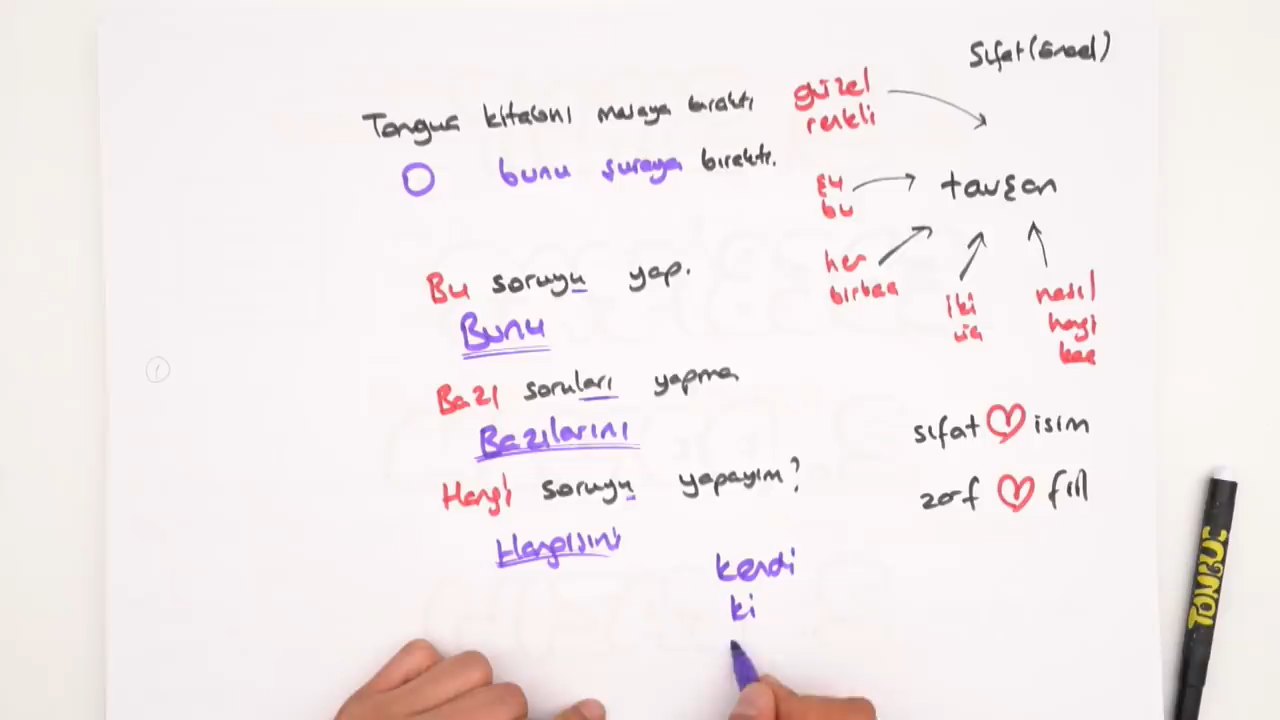 Sıfat (Önad)
Tonguç kitabını masaya bıraktı
O bunu şuraya bıraktı.
güzel
renkli
şu
bu
tavşan
her
birkaç
iki
üç
nasıl
hangi
kaç
Bu soruyu yap.
Bunu
Bazı soruları yapma
Bazılarını
Hangi soruyu yapayım?
Hangisini
sıfat ♡ isim
zarf ♡ fiil
kendi
ki
TONGUÇ